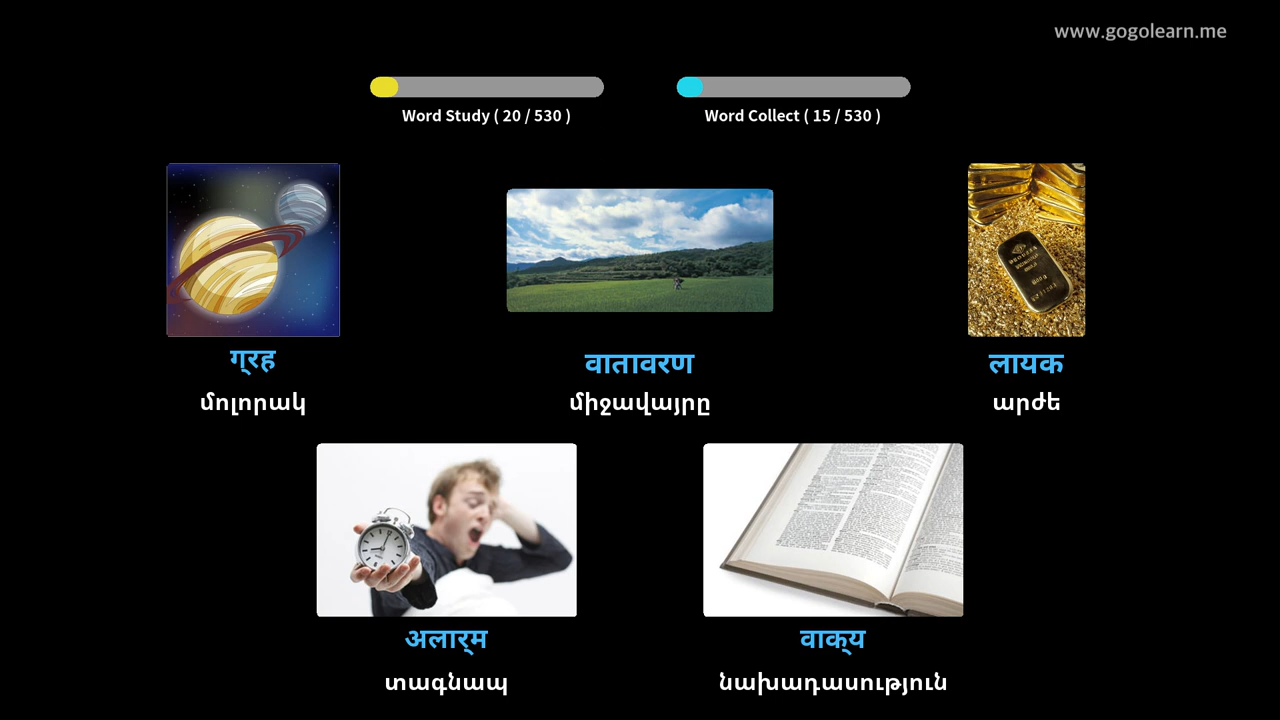 www.gogolearn.me
Word Study ( 20 / 530 )
Word Collect ( 15 / 530 )
ग्रह
մոլորակ
वातावरण
միջավայրը
लायक
արժե
अलार्म
տագնապ
वाक्य
նախադասություն